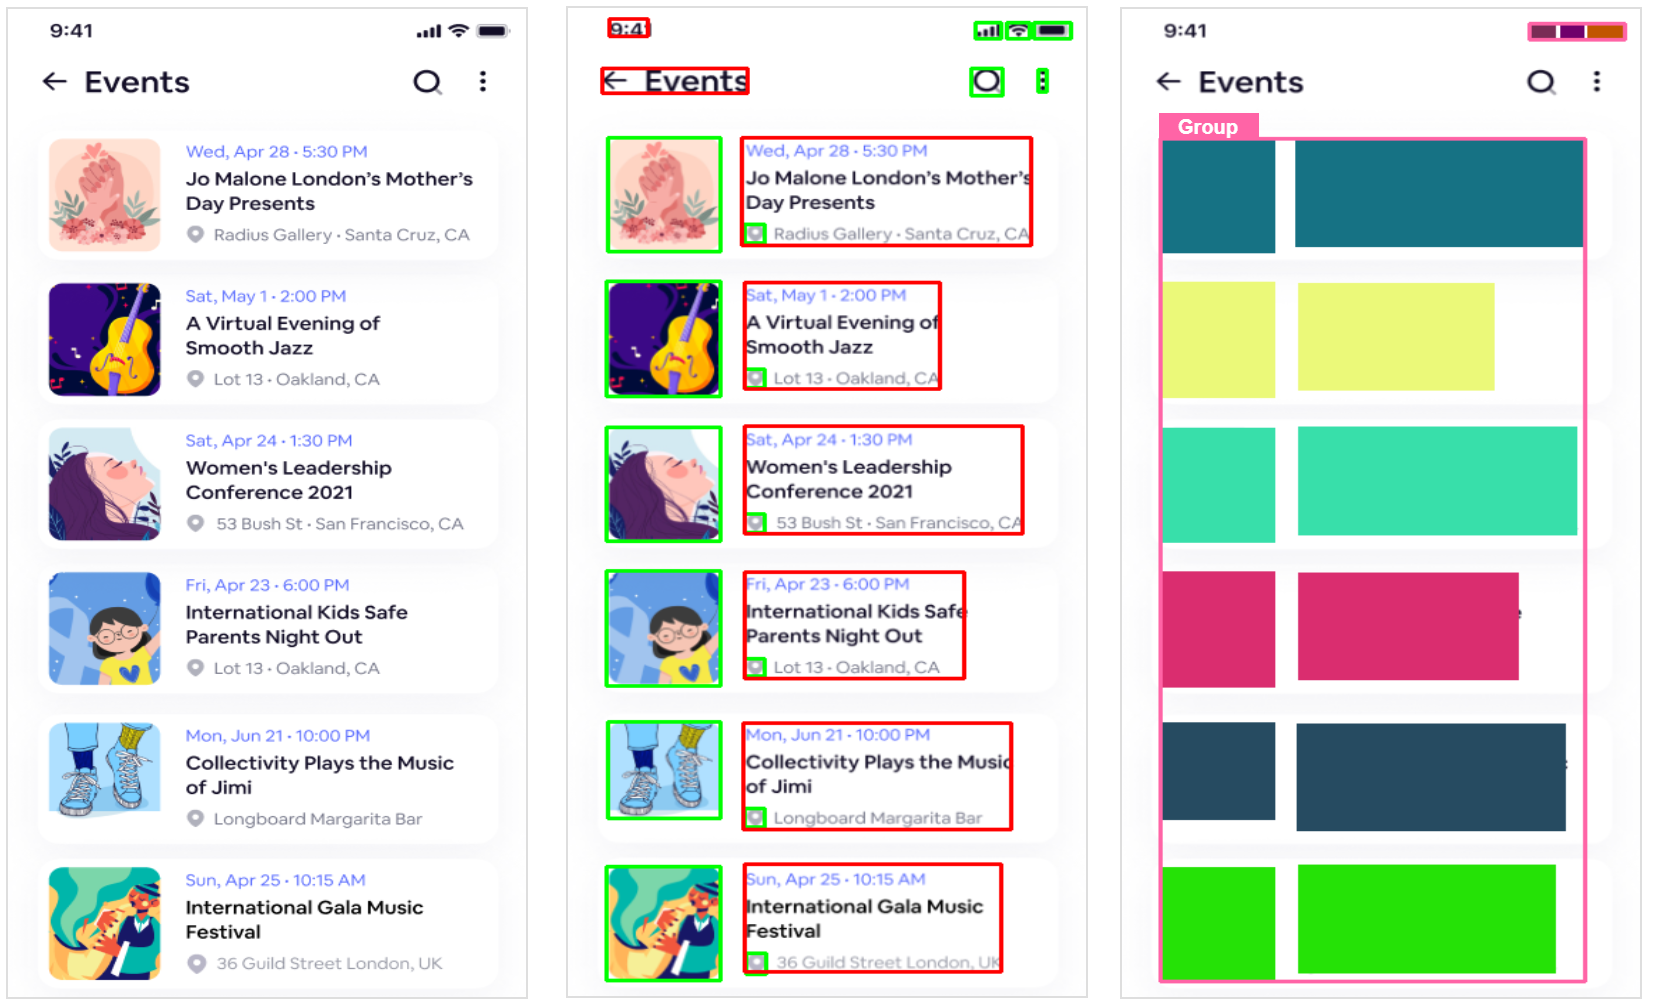 9:41
Events
Wed, Apr 28 • 5:30 PM
Jo Malone London’s Mother’s
Day Presents
Radius Gallery • Santa Cruz, CA
Sat, May 1 • 2:00 PM
A Virtual Evening of
Smooth Jazz
Lot 13 • Oakland, CA
Sat, Apr 24 • 1:30 PM
Women's Leadership
Conference 2021
53 Bush St • San Francisco, CA
Fri, Apr 23 • 6:00 PM
International Kids Safe
Parents Night Out
Lot 13 • Oakland, CA
Mon, Jun 21 • 10:00 PM
Collectivity Plays the Music
of Jimi
Longboard Margarita Bar
Sun, Apr 25 • 10:15 AM
International Gala Music
Festival
36 Guild Street London, UK
9:41
Events
Wed, Apr 28 • 5:30 PM
Jo Malone London’s Mother’s
Day Presents
Radius Gallery • Santa Cruz, CA
Sat, May 1 • 2:00 PM
A Virtual Evening of
Smooth Jazz
Lot 13 • Oakland, CA
Sat, Apr 24 • 1:30 PM
Women's Leadership
Conference 2021
53 Bush St • San Francisco, CA
Fri, Apr 23 • 6:00 PM
International Kids Safe
Parents Night Out
Lot 13 • Oakland, CA
Mon, Jun 21 • 10:00 PM
Collectivity Plays the Music
of Jimi
Longboard Margarita Bar
Sun, Apr 25 • 10:15 AM
International Gala Music
Festival
36 Guild Street London, UK
9:41
Events
Group